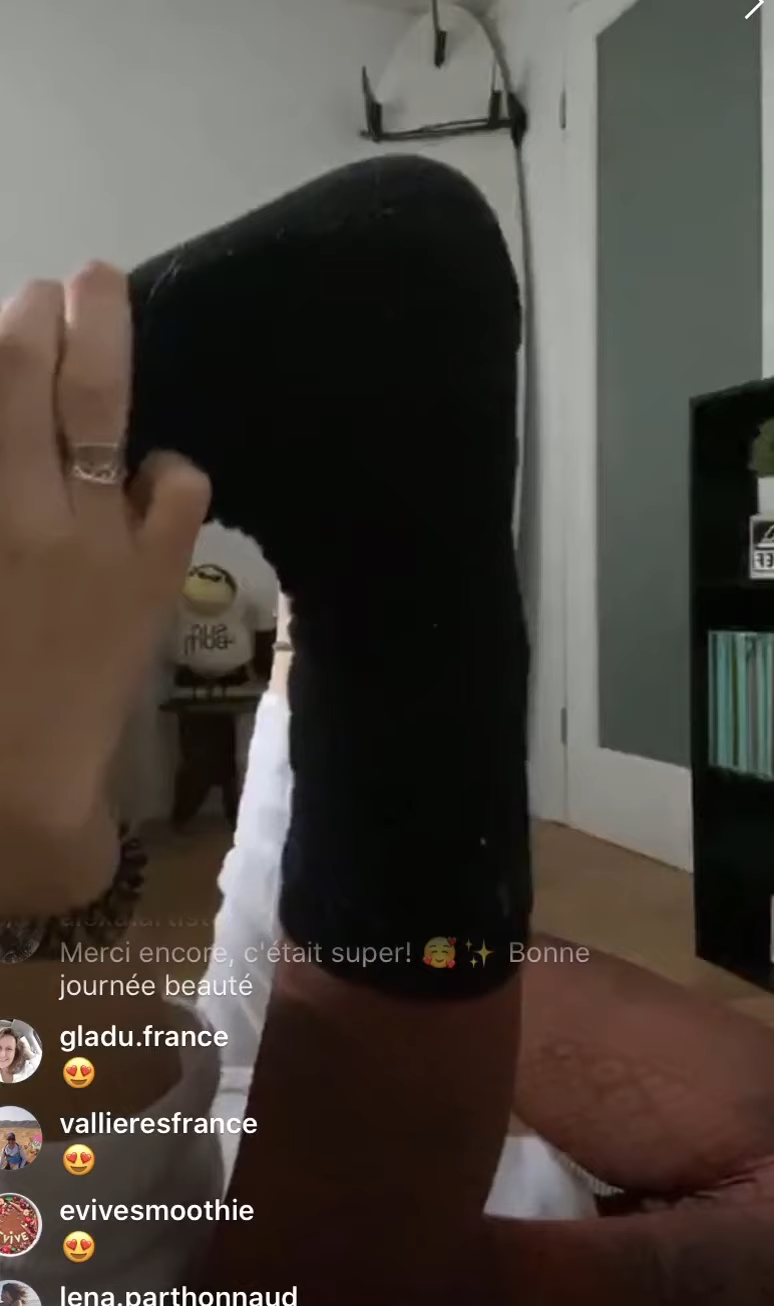 Merci encore, c'était super! 🥰✨ Bonne
journée beauté
gladu.france
😍
vallieresfrance
😍
evivesmoothie
😍
lena.parthonnaud